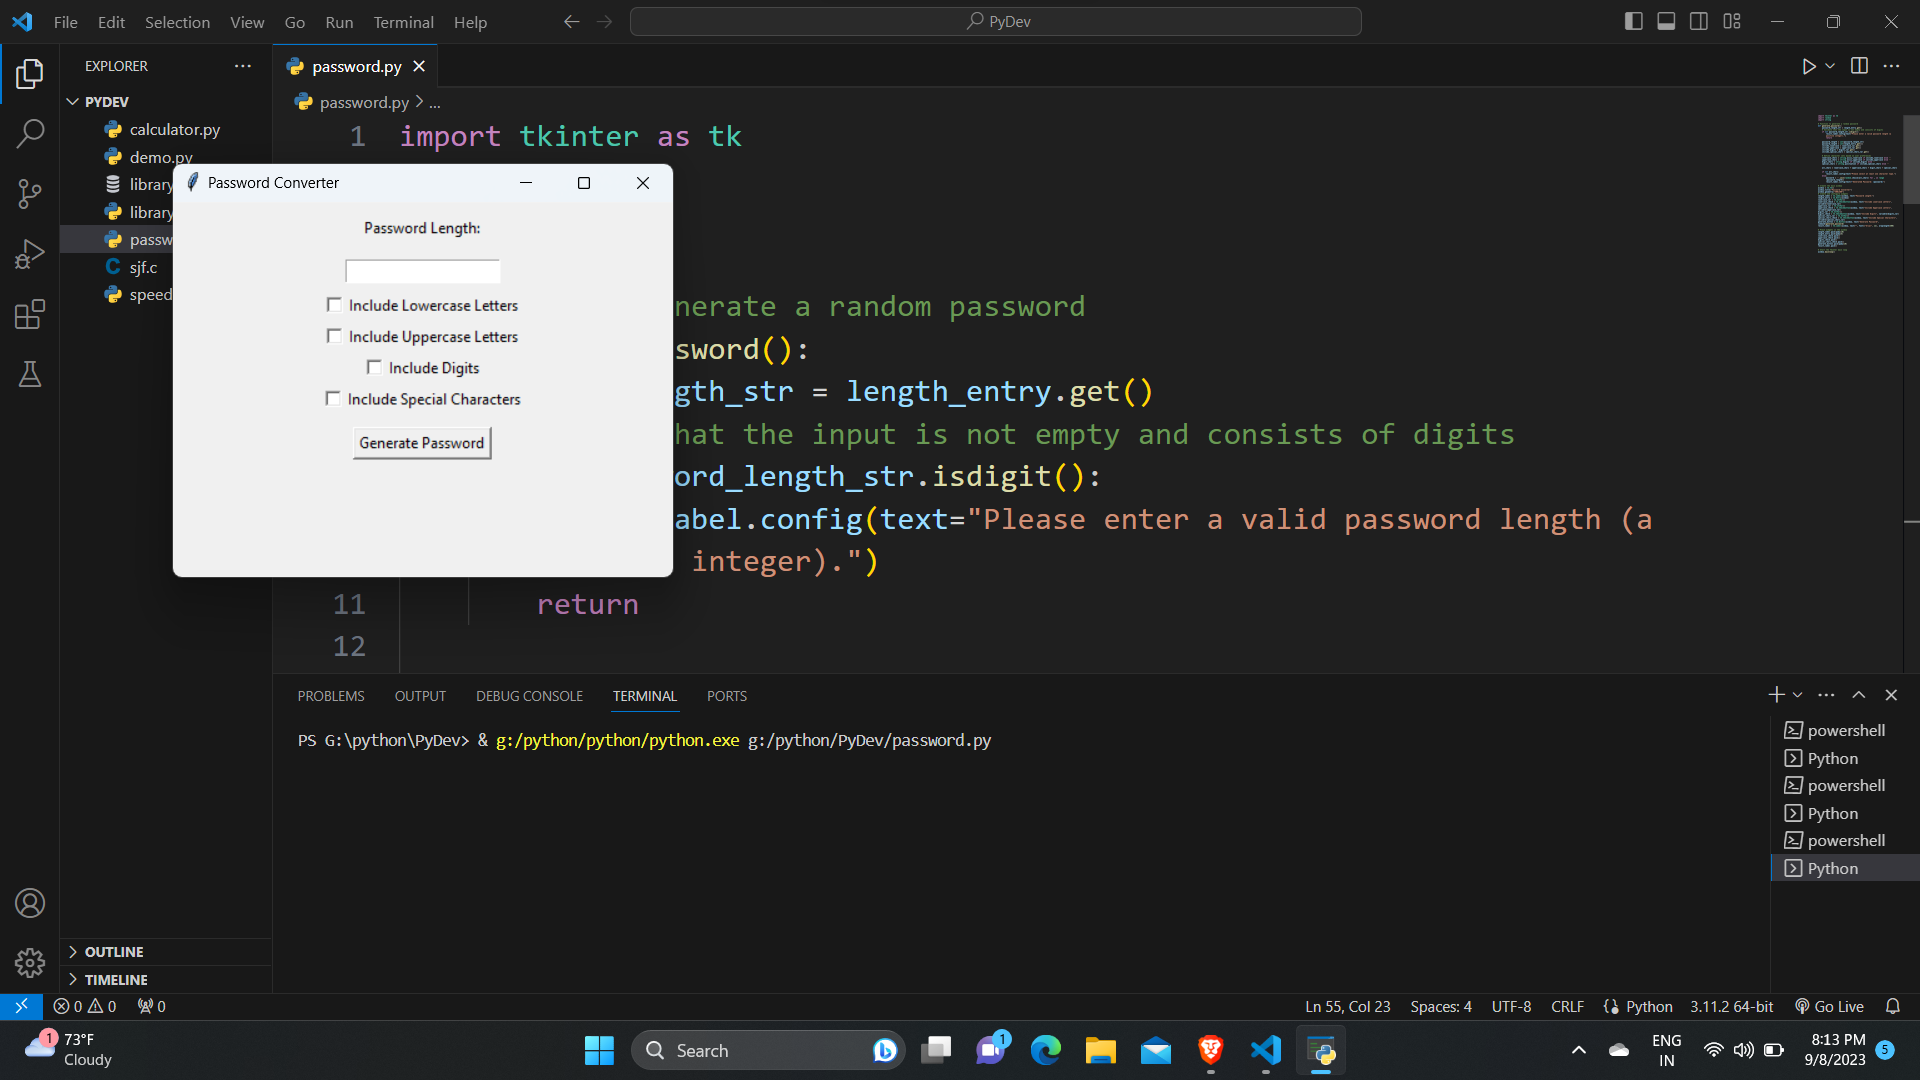 File Edit Selection View Go Run Terminal Help
PyDev
EXPLORER
PYDEV
calculator.py
demo.py
library
library
passw
sjf.c
speed
OUTLINE
TIMELINE
password.py
password.py > ...
1 import tkinter as tk
nerate a random password
sword():
gth_str = length_entry.get()
hat the input is not empty and consists of digits
ord_length_str.isdigit():
abel.config(text="Please enter a valid password length (a
integer).")
11 return
12
Password Converter
Password Length:
Include Lowercase Letters
Include Uppercase Letters
Include Digits
Include Special Characters
Generate Password
PROBLEMS OUTPUT DEBUG CONSOLE TERMINAL PORTS
PS G:\python\PyDev> & g:/python/python/python.exe g:/python/PyDev/password.py
powershell
Python
powershell
Python
powershell
Python
0 0 0
Ln 55, Col 23 Spaces: 4 UTF-8 CRLF Python 3.11.2 64-bit Go Live
1
73°F
Cloudy
Search
1
ENG
IN
8:13 PM
9/8/2023
5